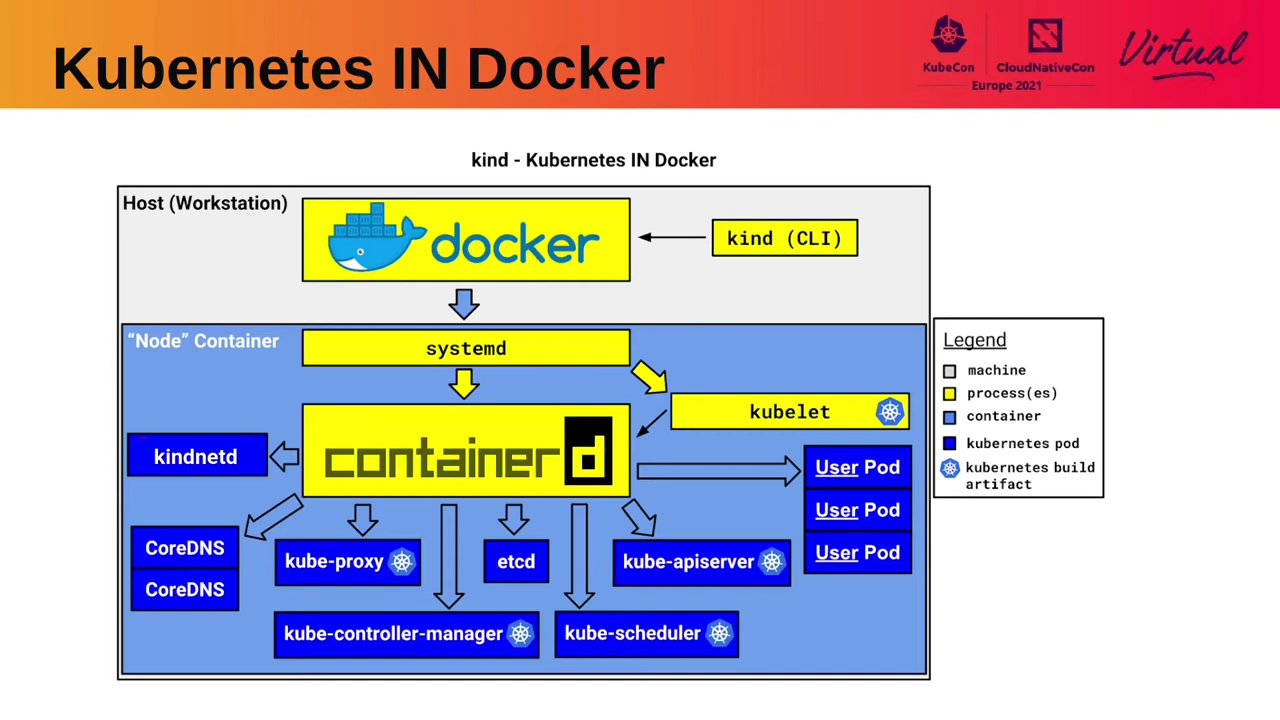 Kubernetes IN Docker
KubeCon
CloudNativeCon
Europe 2021
Virtual
kind - Kubernetes IN Docker
Host (Workstation)
docker
kind (CLI)
“Node” Container
systemd
kubelet
containerd
kindnetd
User Pod
User Pod
User Pod
CoreDNS
CoreDNS
kube-proxy
etcd
kube-apiserver
kube-controller-manager
kube-scheduler
Legend
machine
process(es)
container
kubernetes pod
kubernetes build
artifact